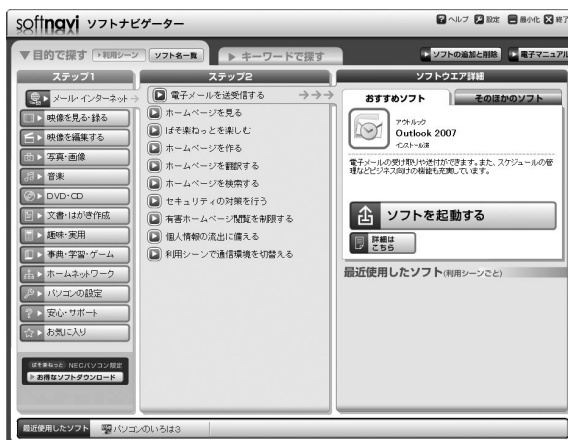 softnavi ソフトナビゲーター
ヘルプ 設定 最小化 終了
▼目的で探す ▶利用シーン ソフト名一覧 ▶キーワードで探す ▶ソフトの追加と削除 ▶電子マニュアル
ステップ1
メール・インターネット
映像を見る・録る
映像を編集する
写真・画像
音楽
DVD・CD
文書・はがき作成
趣味・実用
事典・学習・ゲーム
ホームネットワーク
パソコンの設定
安心・サポート
お気に入り
ぱそ楽ねっと NECパソコン限定
▶お得なソフトダウンロード
ステップ2
電子メールを送受信する
ホームページを見る
ぱそ楽ねっとを楽しむ
ホームページを作る
ホームページを翻訳する
ホームページを検索する
セキュリティの対策を行う
有害ホームページ閲覧を制限する
個人情報の流出に備える
利用シーンで通信環境を切替える
ソフトウエア詳細
おすすめソフト そのほかのソフト
アウトルック
Outlook 2007
インストール済
電子メールの受け取りや送付ができます。また、スケジュールの管
理などビジネス向けの機能も充実しています。
ソフトを起動する
詳細は
こちら
最近使用したソフト(利用シーンごと)
最近使用したソフト パソコンのいろは3